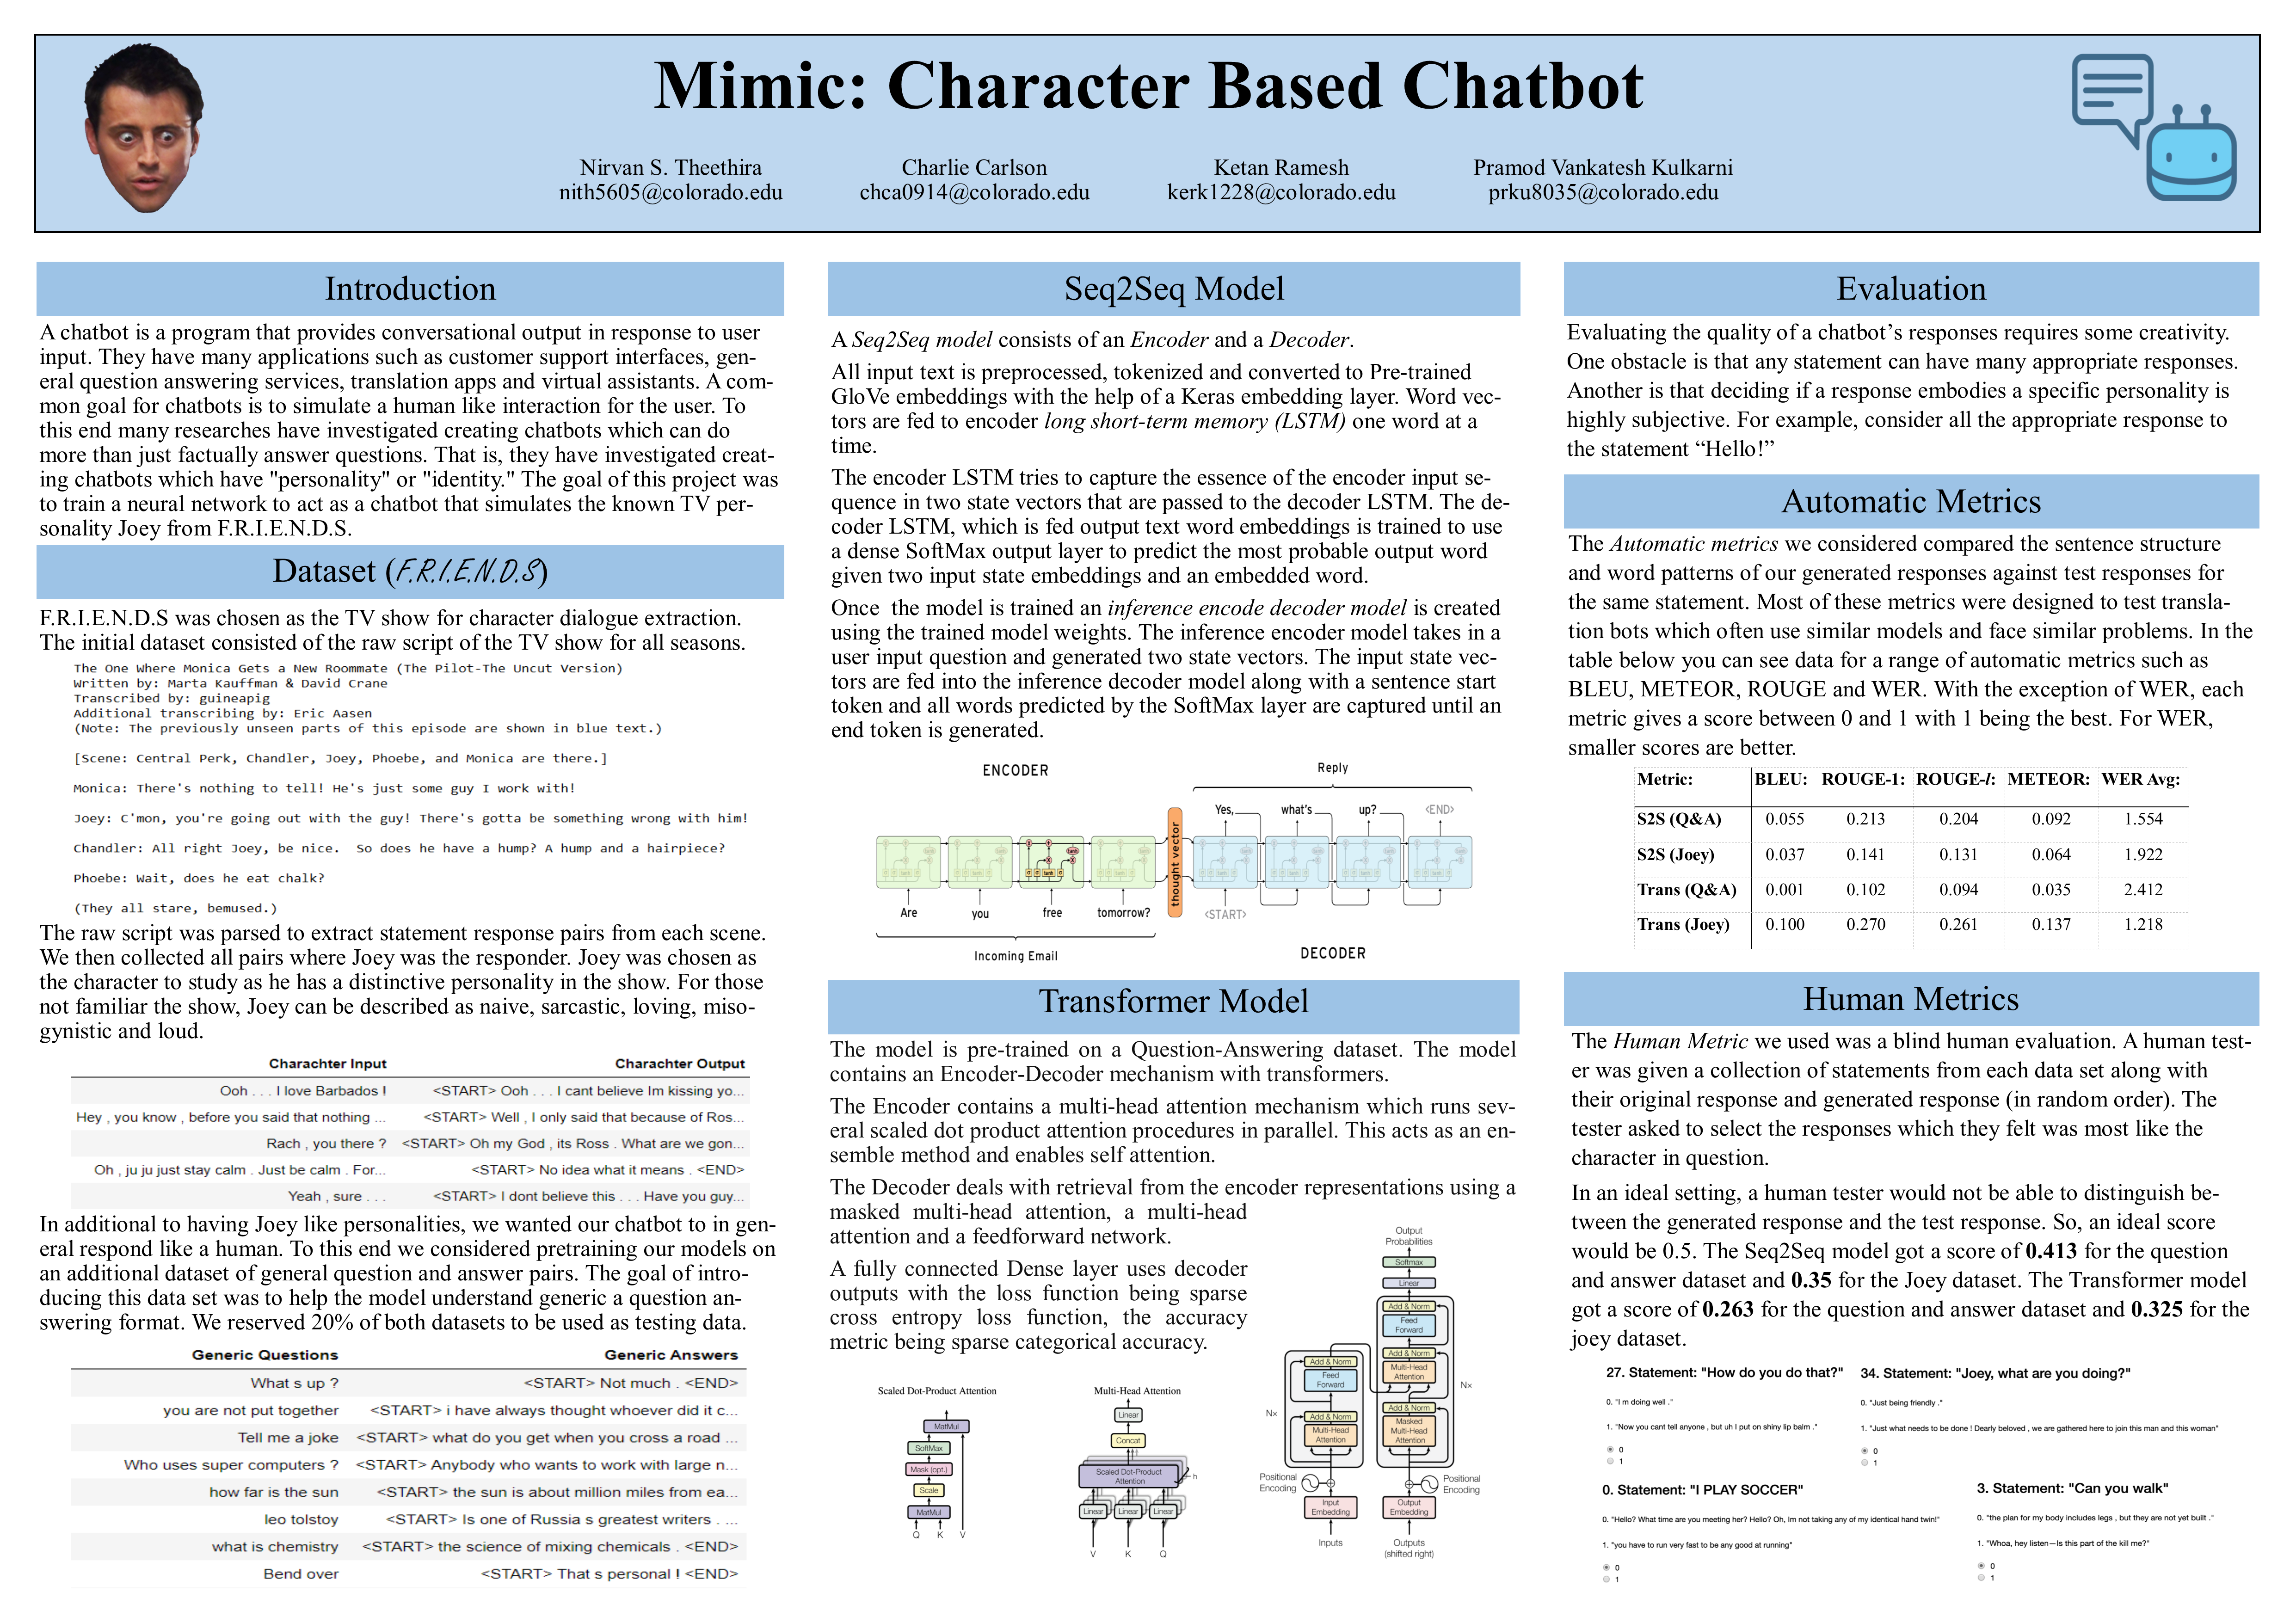 Mimic: Character Based Chatbot
Nirvan S. Theethira
nith5605@colorado.edu
Charlie Carlson
chca0914@colorado.edu
Ketan Ramesh
kerk1228@colorado.edu
Pramod Vankatesh Kulkarni
prku8035@colorado.edu
Introduction
A chatbot is a program that provides conversational output in response to user
input. They have many applications such as customer support interfaces, gen-
eral question answering services, translation apps and virtual assistants. A com-
mon goal for chatbots is to simulate a human like interaction for the user. To
this end many researches have investigated creating chatbots which can do
more than just factually answer questions. That is, they have investigated creat-
ing chatbots which have "personality" or "identity." The goal of this project was
to train a neural network to act as a chatbot that simulates the known TV per-
sonality Joey from F.R.I.E.N.D.S.
Dataset (F.R.I.E.N.D.S)
F.R.I.E.N.D.S was chosen as the TV show for character dialogue extraction.
The initial dataset consisted of the raw script of the TV show for all seasons.
The One Where Monica Gets a New Roommate (The Pilot-The Uncut Version)
Written by: Marta Kauffman & David Crane
Transcribed by: guineapig
Additional transcribing by: Eric Aasen
(Note: The previously unseen parts of this episode are shown in blue text.)
[Scene: Central Perk, Chandler, Joey, Phoebe, and Monica are there.]
Monica: There's nothing to tell! He's just some guy I work with!
Joey: C'mon, you're going out with the guy! There's gotta be something wrong with him!
Chandler: All right Joey, be nice.  So does he have a hump? A hump and a hairpiece?
Phoebe: Wait, does he eat chalk?
(They all stare, bemused.)
The raw script was parsed to extract statement response pairs from each scene.
We then collected all pairs where Joey was the responder. Joey was chosen as
the character to study as he has a distinctive personality in the show. For those
not familiar the show, Joey can be described as naive, sarcastic, loving, miso-
gynistic and loud.
Charachter Input Charachter Output
Ooh . . . I love Barbados ! <START> Ooh . . . I cant believe Im kissing yo...
Hey , you know , before you said that nothing ... <START> Well , I only said that because of Ros...
Rach , you there ? <START> Oh my God , its Ross . What are we gon...
Oh , ju ju just stay calm . Just be calm . For... <START> No idea what it means . <END>
Yeah , sure . . . <START> I dont believe this . . . Have you guy...
In additional to having Joey like personalities, we wanted our chatbot to in gen-
eral respond like a human. To this end we considered pretraining our models on
an additional dataset of general question and answer pairs. The goal of intro-
ducing this data set was to help the model understand generic a question an-
swering format. We reserved 20% of both datasets to be used as testing data.
Generic Questions Generic Answers
What s up ? <START> Not much . <END>
you are not put together <START> i have always thought whoever did it c...
Tell me a joke <START> what do you get when you cross a road ...
Who uses super computers ? <START> Anybody who wants to work with large n...
how far is the sun <START> the sun is about million miles from ea...
leo tolstoy <START> Is one of Russia s greatest writers . ...
what is chemistry <START> the science of mixing chemicals . <END>
Bend over <START> That s personal ! <END>
Seq2Seq Model
A Seq2Seq model consists of an Encoder and a Decoder.
All input text is preprocessed, tokenized and converted to Pre-trained
GloVe embeddings with the help of a Keras embedding layer. Word vec-
tors are fed to encoder long short-term memory (LSTM) one word at a
time.
The encoder LSTM tries to capture the essence of the encoder input se-
quence in two state vectors that are passed to the decoder LSTM. The de-
coder LSTM, which is fed output text word embeddings is trained to use
a dense SoftMax output layer to predict the most probable output word
given two input state embeddings and an embedded word.
Once  the model is trained an inference encode decoder model is created
using the trained model weights. The inference encoder model takes in a
user input question and generated two state vectors. The input state vec-
tors are fed into the inference decoder model along with a sentence start
token and all words predicted by the SoftMax layer are captured until an
end token is generated.
ENCODER
Reply
Yes, what's up? <END>
thought vector
Are you free tomorrow? <START>
Incoming Email
DECODER
Transformer Model
The model is pre-trained on a Question-Answering dataset. The model
contains an Encoder-Decoder mechanism with transformers.
The Encoder contains a multi-head attention mechanism which runs sev-
eral scaled dot product attention procedures in parallel. This acts as an en-
semble method and enables self attention.
The Decoder deals with retrieval from the encoder representations using a
masked multi-head attention, a multi-head
attention and a feedforward network.
A fully connected Dense layer uses decoder
outputs with the loss function being sparse
cross entropy loss function, the accuracy
metric being sparse categorical accuracy.
Scaled Dot-Product Attention
MatMul
SoftMax
Mask (opt.)
Scale
MatMul
Q K V
Multi-Head Attention
Linear
Concat
Scaled Dot-Product
Attention
h
Linear Linear Linear
V K Q
Output
Probabilities
Softmax
Linear
Add & Norm
Feed
Forward
Add & Norm
Multi-Head
Attention
Nx
Add & Norm
Masked
Multi-Head
Attention
Add & Norm
Feed
Forward
Nx
Add & Norm
Multi-Head
Attention
Positional
Encoding
Positional
Encoding
Input
Embedding
Output
Embedding
Inputs
Outputs
(shifted right)
Evaluation
Evaluating the quality of a chatbot’s responses requires some creativity.
One obstacle is that any statement can have many appropriate responses.
Another is that deciding if a response embodies a specific personality is
highly subjective. For example, consider all the appropriate response to
the statement “Hello!”
Automatic Metrics
The Automatic metrics we considered compared the sentence structure
and word patterns of our generated responses against test responses for
the same statement. Most of these metrics were designed to test transla-
tion bots which often use similar models and face similar problems. In the
table below you can see data for a range of automatic metrics such as
BLEU, METEOR, ROUGE and WER. With the exception of WER, each
metric gives a score between 0 and 1 with 1 being the best. For WER,
smaller scores are better.
Metric: BLEU: ROUGE-1: ROUGE-l: METEOR: WER Avg:
S2S (Q&A) 0.055 0.213 0.204 0.092 1.554
S2S (Joey) 0.037 0.141 0.131 0.064 1.922
Trans (Q&A) 0.001 0.102 0.094 0.035 2.412
Trans (Joey) 0.100 0.270 0.261 0.137 1.218
Human Metrics
The Human Metric we used was a blind human evaluation. A human test-
er was given a collection of statements from each data set along with
their original response and generated response (in random order). The
tester asked to select the responses which they felt was most like the
character in question.
In an ideal setting, a human tester would not be able to distinguish be-
tween the generated response and the test response. So, an ideal score
would be 0.5. The Seq2Seq model got a score of 0.413 for the question
and answer dataset and 0.35 for the Joey dataset. The Transformer model
got a score of 0.263 for the question and answer dataset and 0.325 for the
joey dataset.
27. Statement: "How do you do that?"
0. "I m doing well ."
1. "Now you cant tell anyone , but uh I put on shiny lip balm ."
0
1
34. Statement: "Joey, what are you doing?"
0. "Just being friendly ."
1. "Just what needs to be done ! Dearly beloved , we are gathered here to join this man and this woman"
0
1
0. Statement: "I PLAY SOCCER"
0. "Hello? What time are you meeting her? Hello? Oh, Im not taking any of my identical hand twin!"
1. "you have to run very fast to be any good at running"
0
1
3. Statement: "Can you walk"
0. "the plan for my body includes legs , but they are not yet built ."
1. "Whoa, hey listen—Is this part of the kill me?"
0
1